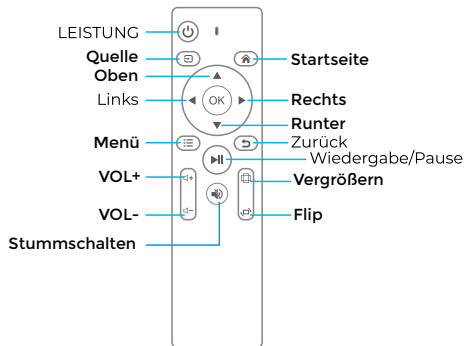 LEISTUNG
Quelle
Startseite
Oben
Links
OK
Rechts
Runter
Menü
Zurück
Wiedergabe/Pause
VOL+
Vergrößern
VOL-
Flip
Stummschalten